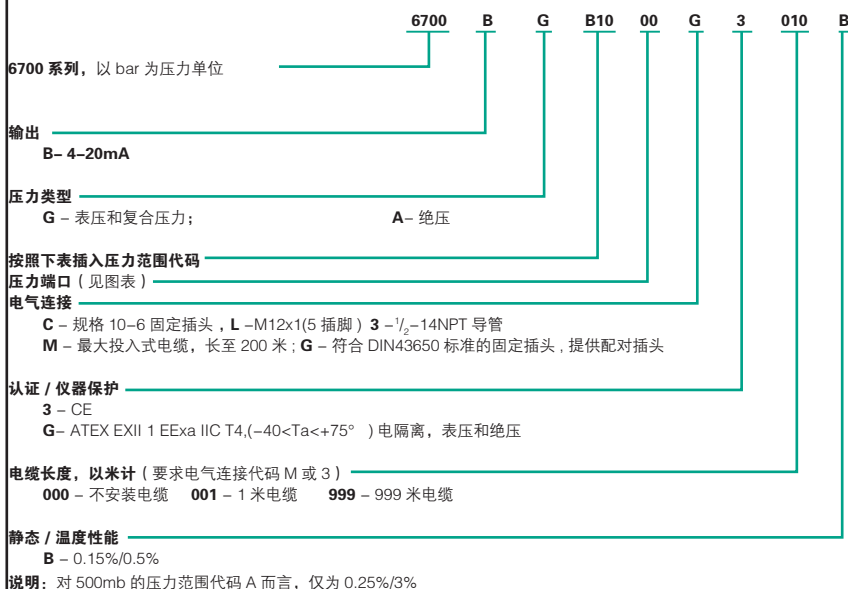 6700 B G B10 00 G 3 010 B
6700 系列，以 bar 为压力单位
输出
B– 4–20mA
压力类型
G – 表压和复合压力； A– 绝压
按照下表插入压力范围代码
压力端口（见图表）
电气连接
C – 规格 10–6 固定插头 , L –M12x1(5 插脚 ) 3 –1/2–14NPT 导管
M – 最大投入式电缆，长至 200 米 ; G – 符合 DIN43650 标准的固定插头 , 提供配对插头
认证 / 仪器保护
3 – CE
G– ATEX EXII 1 EExa IIC T4,(–40<Ta<+75° ) 电隔离，表压和绝压
电缆长度，以米计（要求电气连接代码 M 或 3）
000 – 不安装电缆 001 – 1 米电缆 999 – 999 米电缆
静态 / 温度性能
B – 0.15%/0.5%
说明：对 500mb 的压力范围代码 A 而言，仅为 0.25%/3%